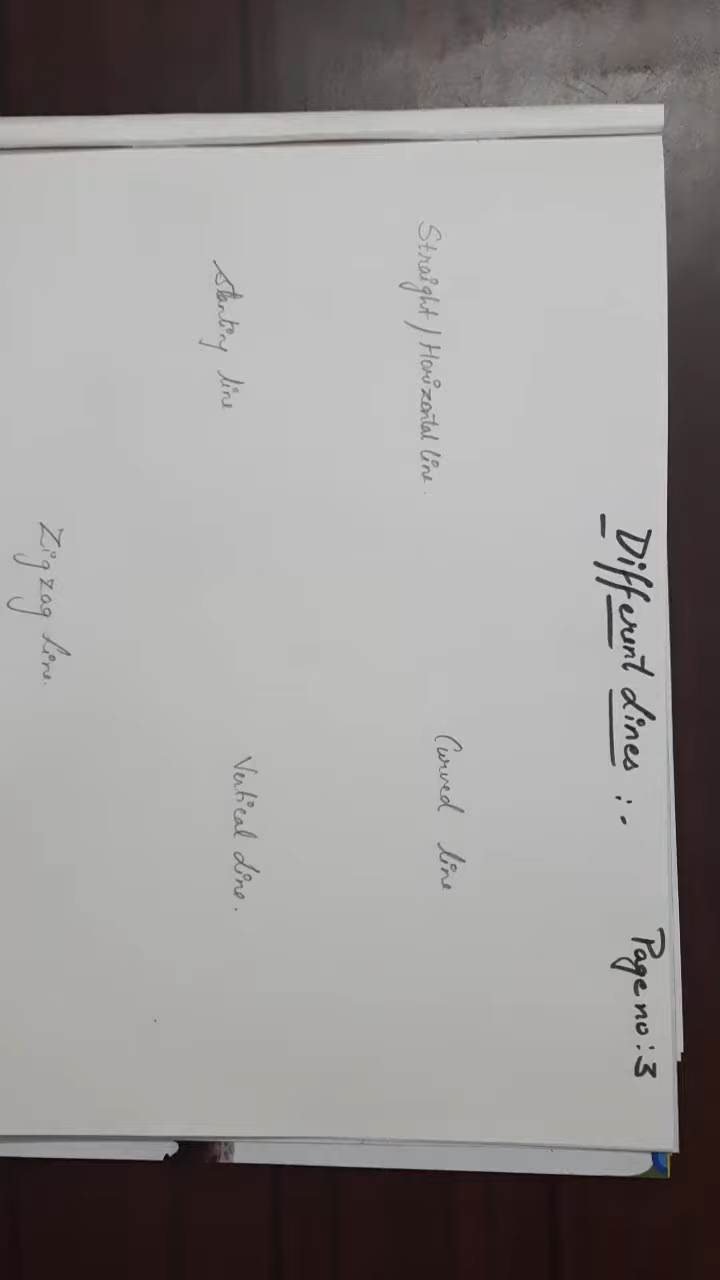 Page no: 3
Different Lines :-
Straight / Horizontal line.
Curved line
Slanting line
Vertical Line.
Zigzag Line.